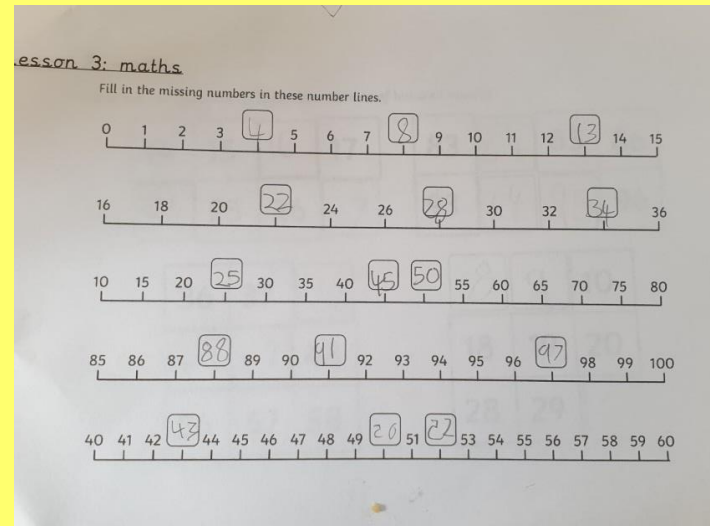 esson 3: maths
Fill in the missing numbers in these number lines.
0 1 2 3 4 5 6 7 8 9 10 11 12 13 14 15
16 18 20 22 24 26 28 30 32 34 36
10 15 20 25 30 35 40 45 50 55 60 65 70 75 80
85 86 87 88 89 90 91 92 93 94 95 96 97 98 99 100
40 41 42 43 44 45 46 47 48 49 20 51 22 53 54 55 56 57 58 59 60